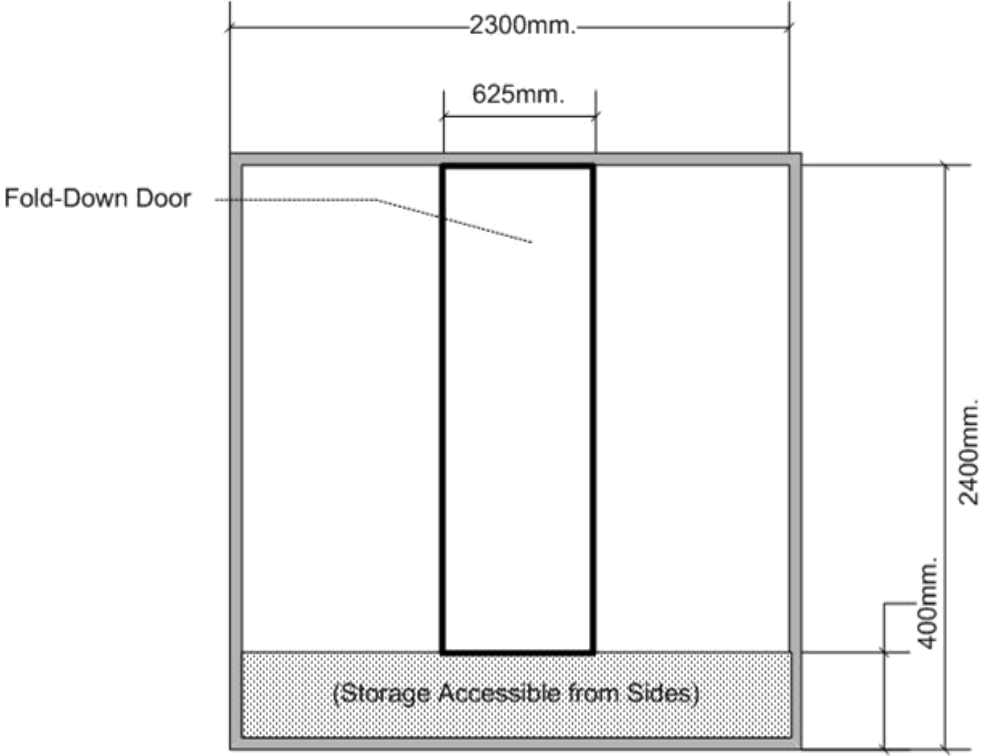 2300mm.
625mm.
Fold-Down Door
2400mm.
400mm.
(Storage Accessible from Sides)